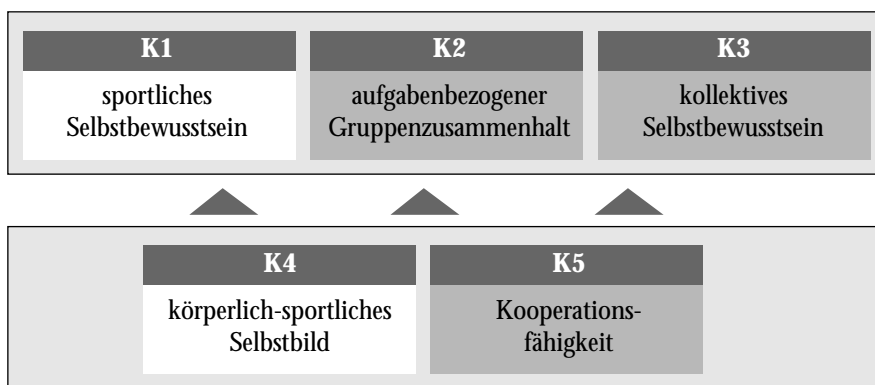 K1
sportliches
Selbstbewusstsein
K2
aufgabenbezogener
Gruppenzusammenhalt
K3
kollektives
Selbstbewusstsein
K4
körperlich-sportliches
Selbstbild
K5
Kooperations-
fähigkeit